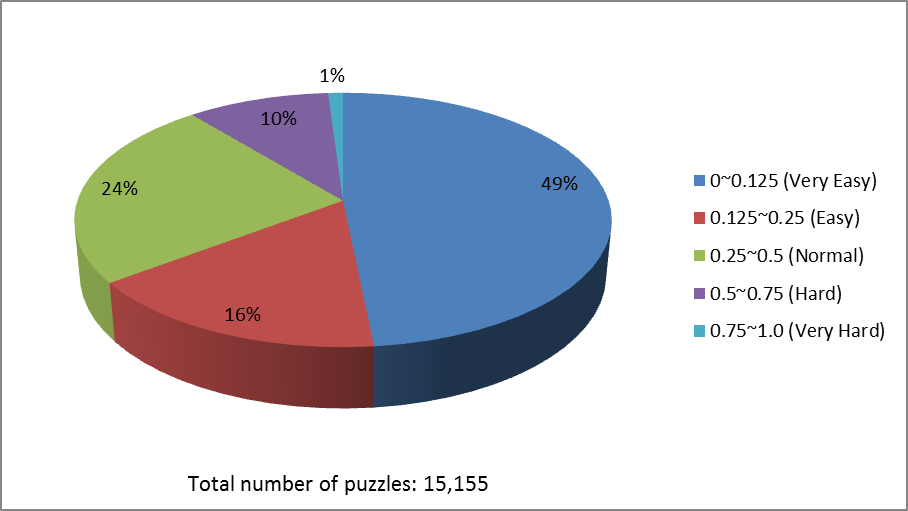 1%
10%
24%
49%
16%
0~0.125 (Very Easy)
0.125~0.25 (Easy)
0.25~0.5 (Normal)
0.5~0.75 (Hard)
0.75~1.0 (Very Hard)
Total number of puzzles: 15,155